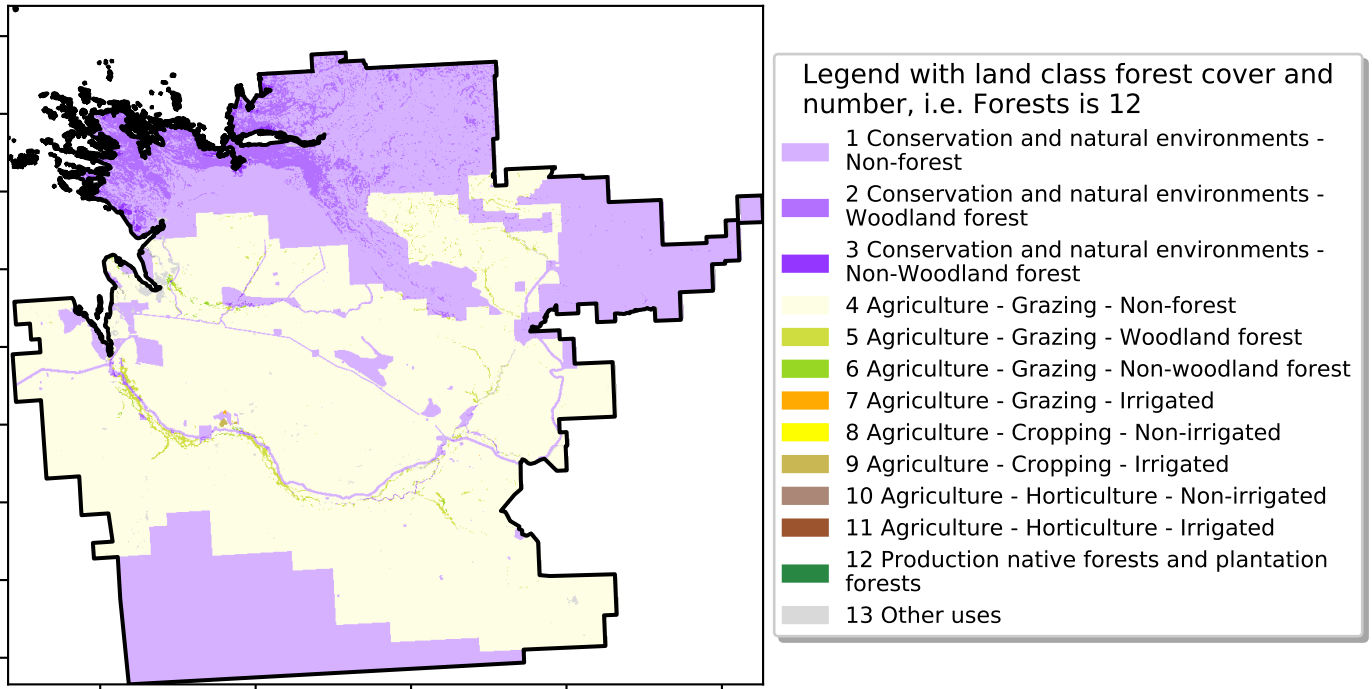 Legend with land class forest cover and
number, i.e. Forests is 12
1 Conservation and natural environments -
Non-forest
2 Conservation and natural environments -
Woodland forest
3 Conservation and natural environments -
Non-Woodland forest
4 Agriculture - Grazing - Non-forest
5 Agriculture - Grazing - Woodland forest
6 Agriculture - Grazing - Non-woodland forest
7 Agriculture - Grazing - Irrigated
8 Agriculture - Cropping - Non-irrigated
9 Agriculture - Cropping - Irrigated
10 Agriculture - Horticulture - Non-irrigated
11 Agriculture - Horticulture - Irrigated
12 Production native forests and plantation
forests
13 Other uses